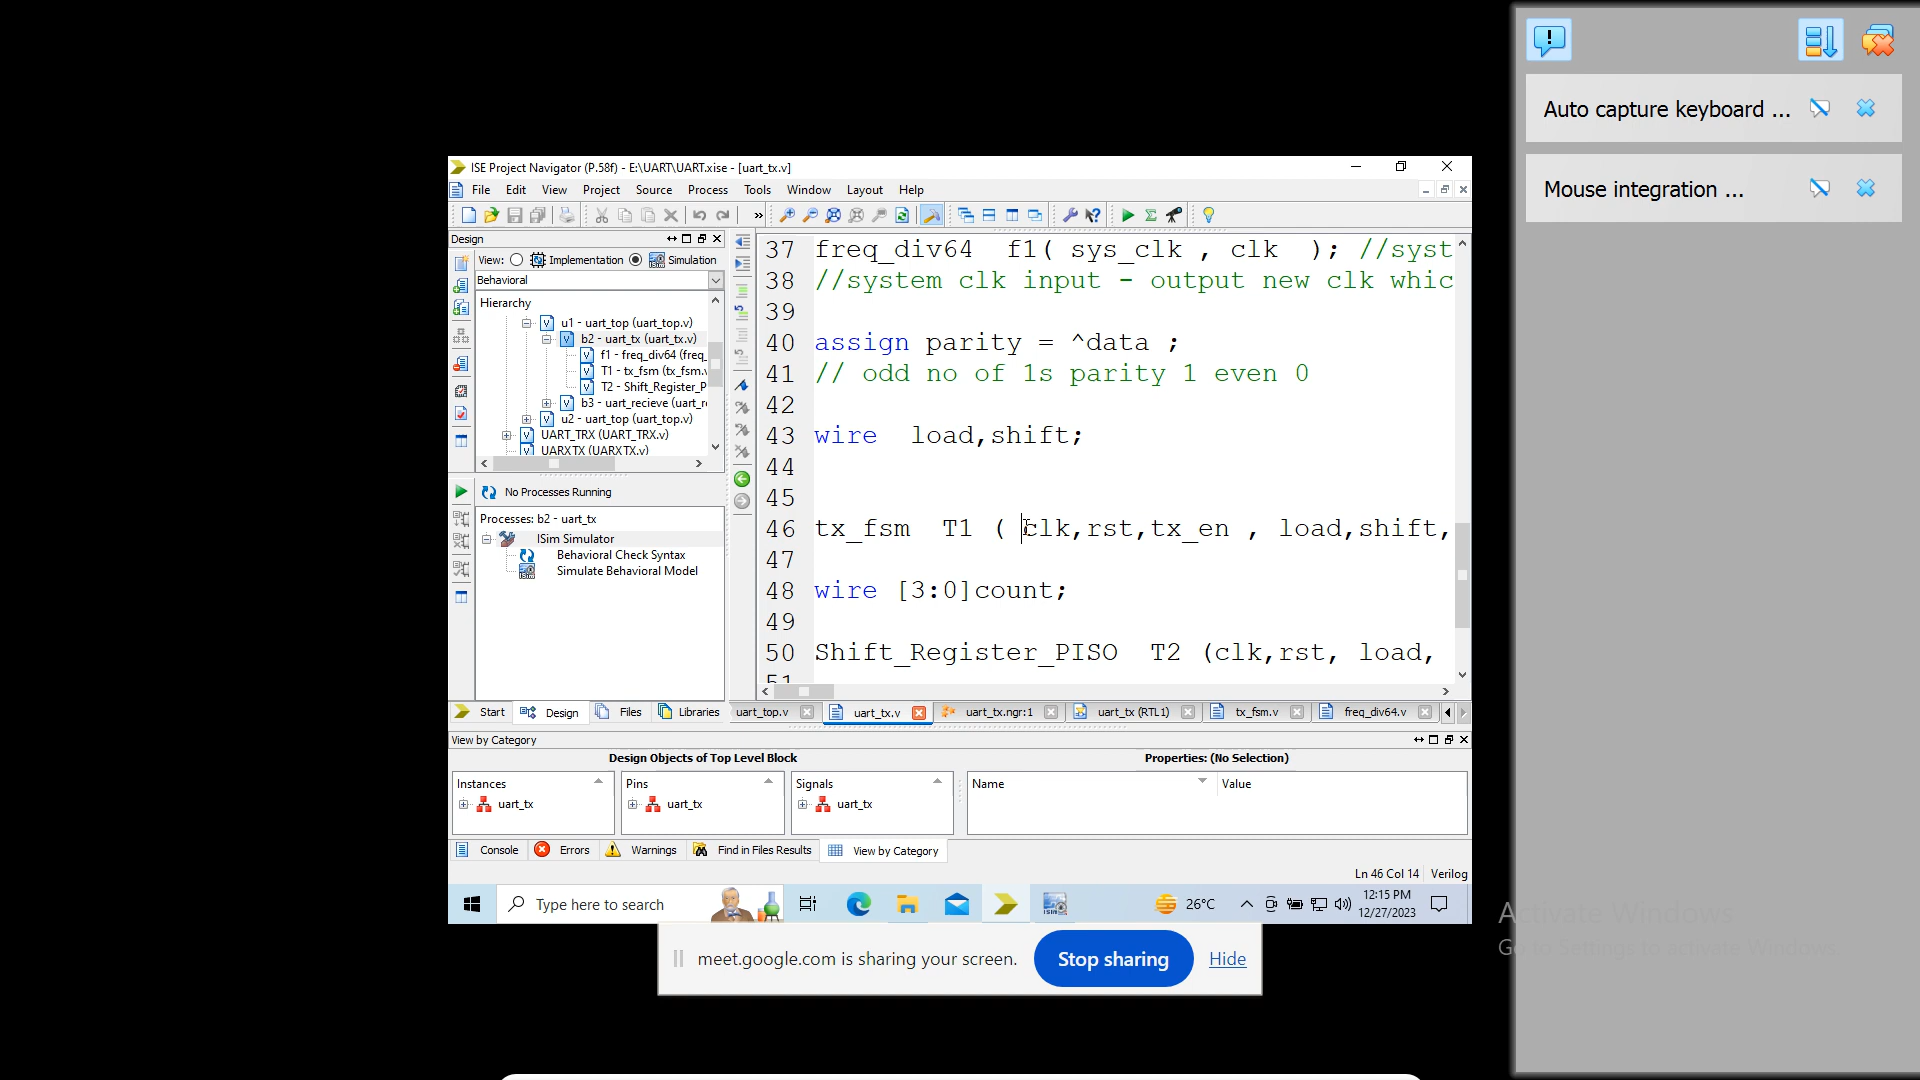 Auto capture keyboard ...
Mouse integration ...
ISE Project Navigator (P.58f) - E:\UART\UART.xise - [uart_tx.v]
File Edit View Project Source Process Tools Window Layout Help
Design
View: Implementation Simulation
Behavioral
Hierarchy
u1 - uart_top (uart_top.v)
b2 - uart_tx (uart_tx.v)
f1 - freq_div64 (freq_
T1 - tx_fsm (tx_fsm.v
T2 - Shift_Register_P
b3 - uart_recieve (uart_r
u2 - uart_top (uart_top.v)
UART_TRX (UART_TRX.v)
UARXTX (UARXTX.v)
No Processes Running
Processes: b2 - uart_tx
ISim Simulator
Behavioral Check Syntax
Simulate Behavioral Model
37 freq_div64 f1( sys_clk , clk ); //syst
38 //system clk input - output new clk whic
39
40 assign parity = ^data ;
41 // odd no of 1s parity 1 even 0
42
43 wire load,shift;
44
45
46 tx_fsm T1 ( clk,rst,tx_en , load,shift,
47
48 wire [3:0]count;
49
50 Shift_Register_PISO T2 (clk,rst, load,
51
Start Design Files Libraries
uart_top.v uart_tx.v uart_tx.ngr:1 uart_tx (RTL1) tx_fsm.v freq_div64.v
View by Category
Design Objects of Top Level Block
Properties: (No Selection)
Instances
uart_tx
Pins
uart_tx
Signals
uart_tx
Name Value
Console Errors Warnings Find in Files Results View by Category
Ln 46 Col 14 Verilog
Type here to search
26°C
12:15 PM
12/27/2023
meet.google.com is sharing your screen. Stop sharing Hide
Activate Windows
Go to Settings to activate Windows.